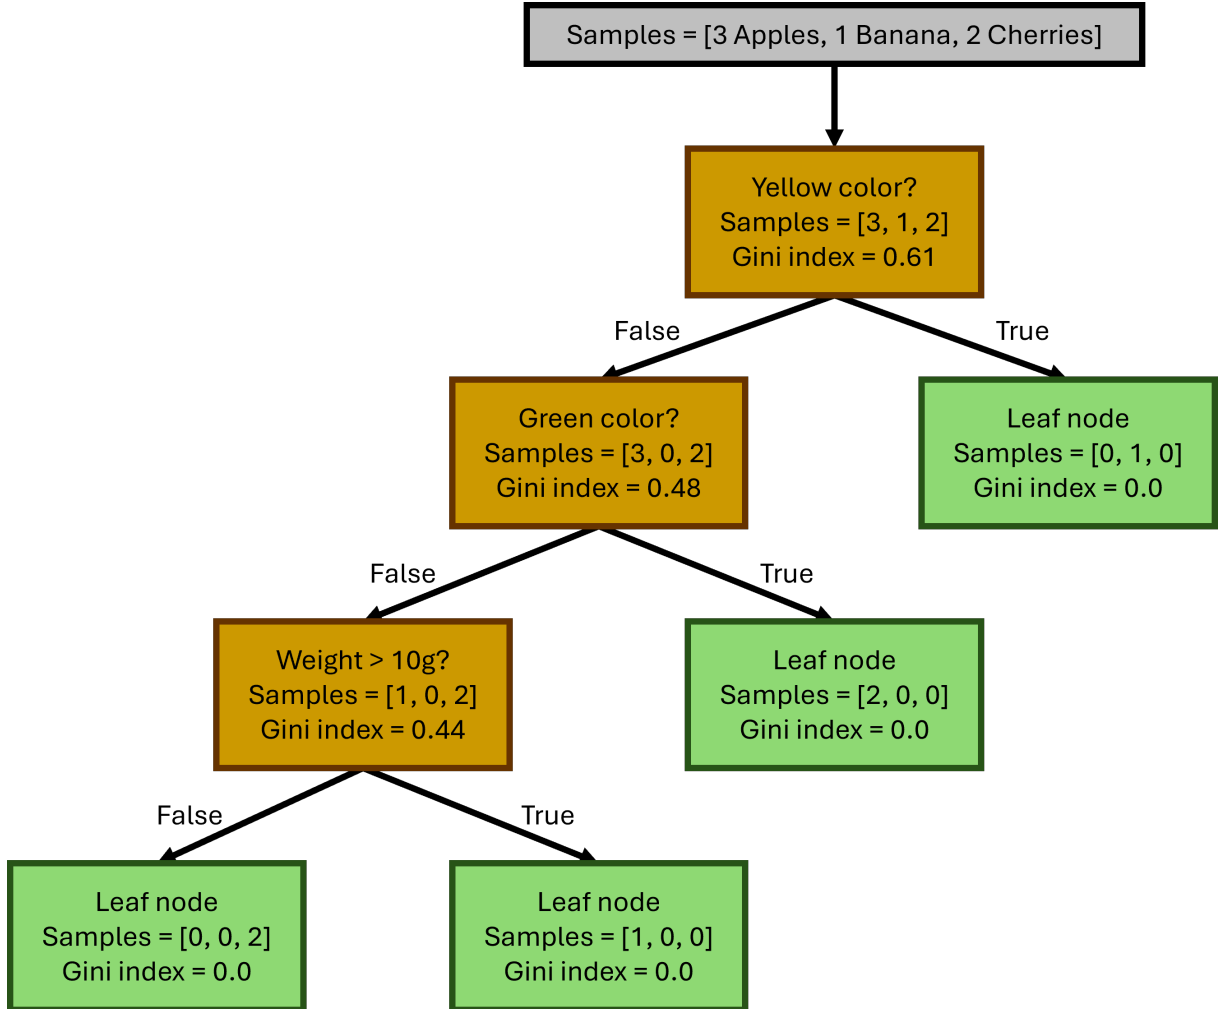 Samples = [3 Apples, 1 Banana, 2 Cherries]
Yellow color?
Samples = [3, 1, 2]
Gini index = 0.61
False
True
Green color?
Samples = [3, 0, 2]
Gini index = 0.48
Leaf node
Samples = [0, 1, 0]
Gini index = 0.0
False
True
Weight > 10g?
Samples = [1, 0, 2]
Gini index = 0.44
Leaf node
Samples = [2, 0, 0]
Gini index = 0.0
False
True
Leaf node
Samples = [0, 0, 2]
Gini index = 0.0
Leaf node
Samples = [1, 0, 0]
Gini index = 0.0